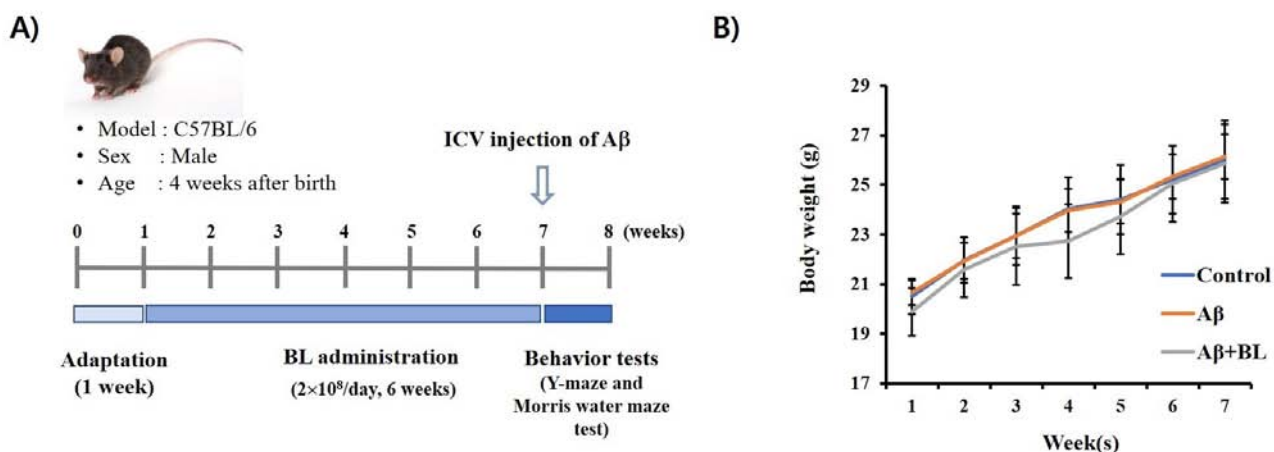 A)
• Model : C57BL/6
• Sex : Male
• Age : 4 weeks after birth
ICV injection of Aβ
0 1 2 3 4 5 6 7 8 (weeks)
Adaptation
(1 week)
BL administration
(2×10⁸/day, 6 weeks)
Behavior tests
(Y-maze and
Morris water maze
test)
B)
Body weight (g)
29
27
25
23
21
19
17
1 2 3 4 5 6 7
Week(s)
Control
Aβ
Aβ+BL